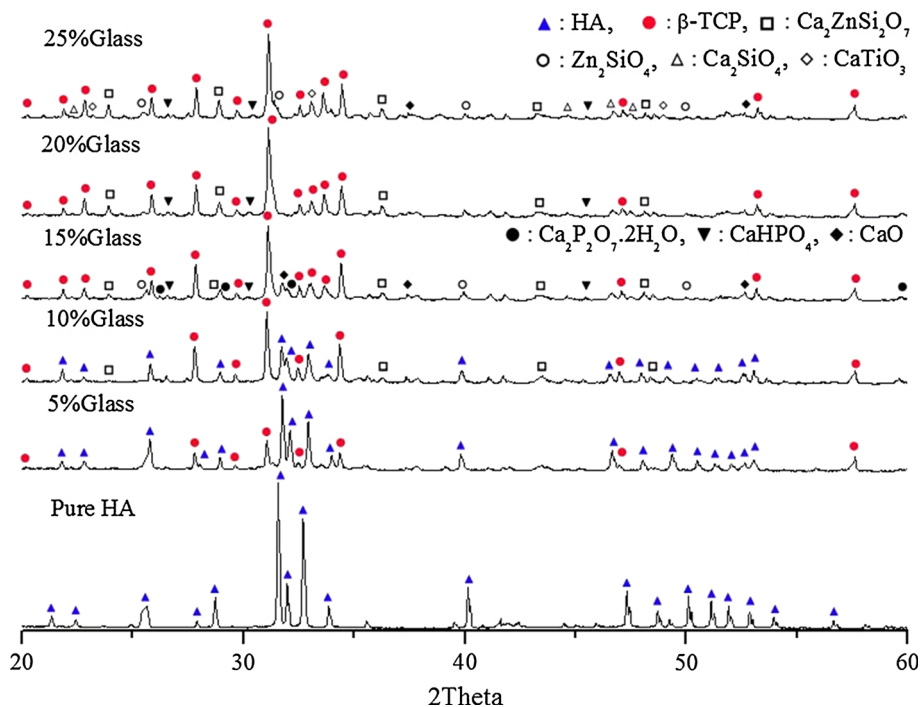 : HA, : β-TCP, : Ca₂ZnSi₂O₇
: Zn₂SiO₄, : Ca₂SiO₄, : CaTiO₃
25%Glass
20%Glass
15%Glass
: Ca₂P₂O₇.2H₂O, : CaHPO₄, : CaO
10%Glass
5%Glass
Pure HA
20 30 40 50 60
2Theta